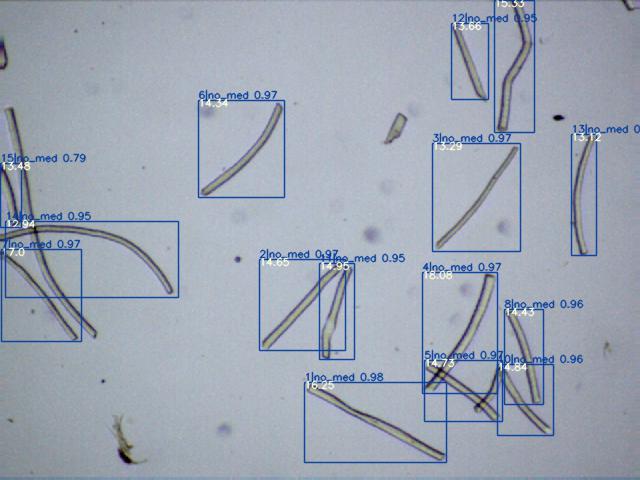 15.33
12|no_med 0.95
13.66
6|no_med 0.97
14.34
13|no_med 0
13.12
3|no_med 0.97
13.29
15|no_med 0.79
13.48
14|no_med 0.95
12.94
7|no_med 0.97
17.0
2|no_med 0.97
14.65
no_med 0.95
14.95
4|no_med 0.97
16.08
8|no_med 0.96
14.43
5|no_med 0.97
14.73
no_med 0.96
14.84
1|no_med 0.98
16.25